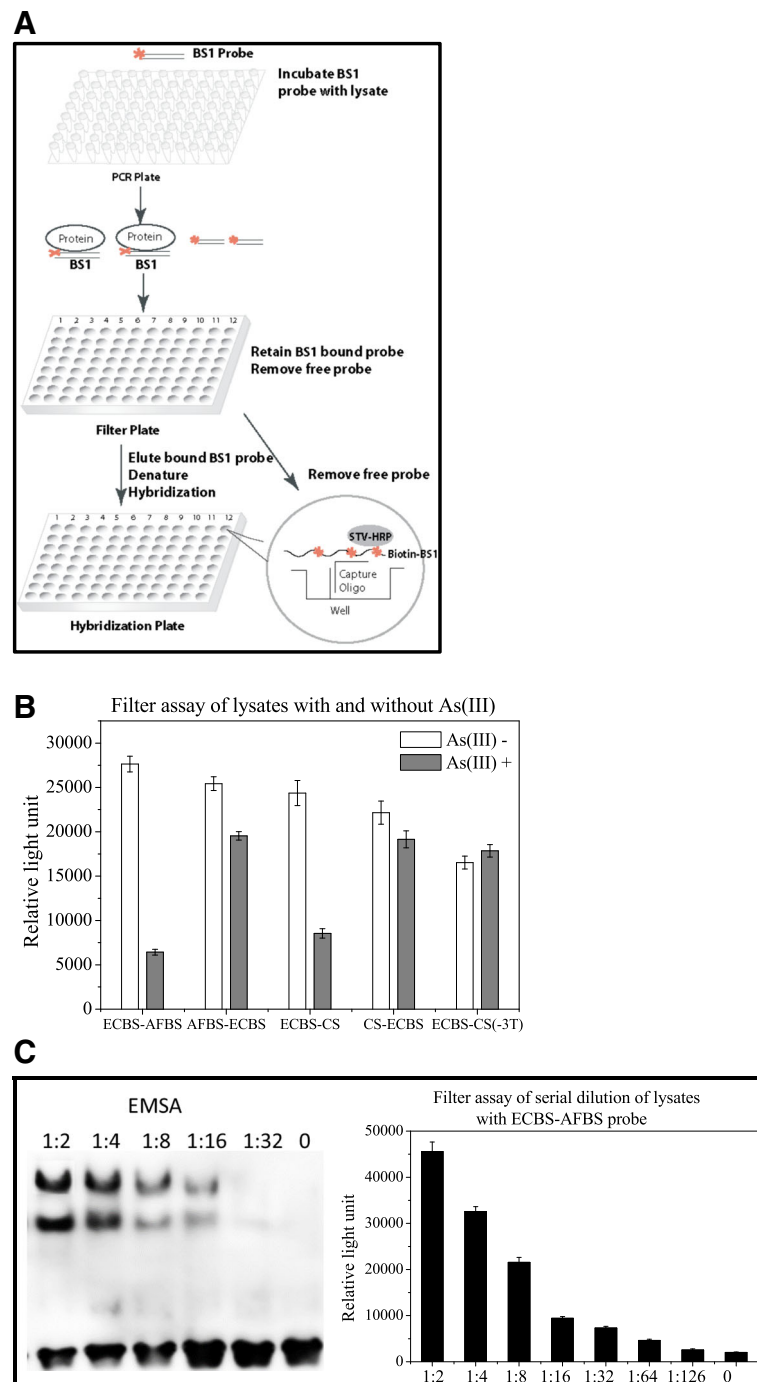 A
BS1 Probe
Incubate BS1
probe with lysate
PCR Plate
Protein
Protein
BS1
BS1
1 2 3 4 5 6 7 8 9 10 11 12
Retain BS1 bound probe
Remove free probe
Filter Plate
Elute bound BS1 probe
Denature
Hybridization
Remove free probe
1 2 3 4 5 6 7 8 9 10 11 12
STV-HRP
Biotin-BS1
Capture
Oligo
Well
Hybridization Plate
B
Filter assay of lysates with and without As(III)
As(III) -
As(III) +
Relative light unit
30000
25000
20000
15000
10000
5000
0
ECBS-AFBS AFBS-ECBS ECBS-CS CS-ECBS ECBS-CS(-3T)
C
EMSA
1:2 1:4 1:8 1:16 1:32 0
Filter assay of serial dilution of lysates
with ECBS-AFBS probe
Relative light unit
50000
40000
30000
20000
10000
0
1:2 1:4 1:8 1:16 1:32 1:64 1:126 0